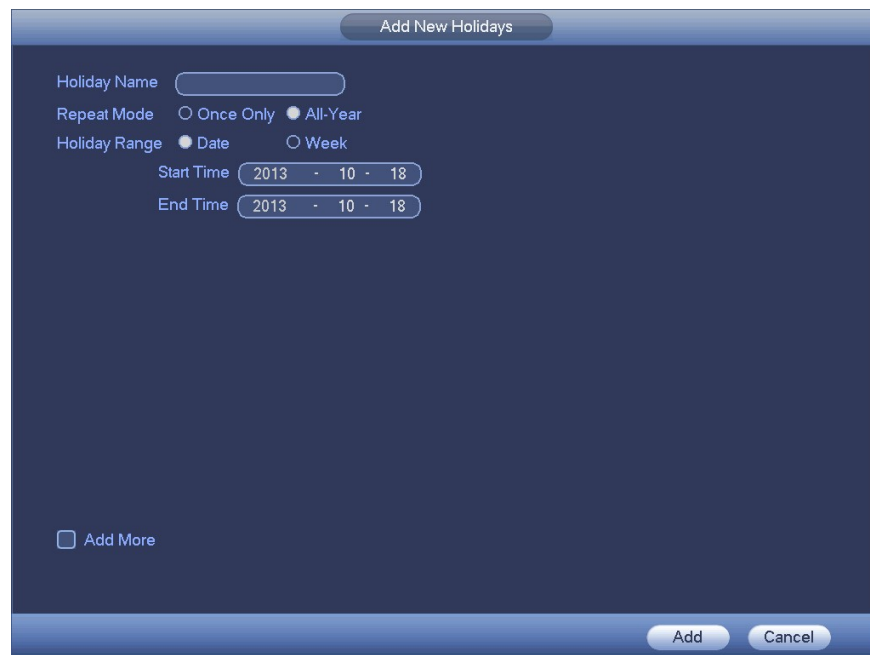 Add New Holidays
Holiday Name
Repeat Mode Once Only All-Year
Holiday Range Date Week
Start Time 2013 - 10 - 18
End Time 2013 - 10 - 18
Add More
Add Cancel